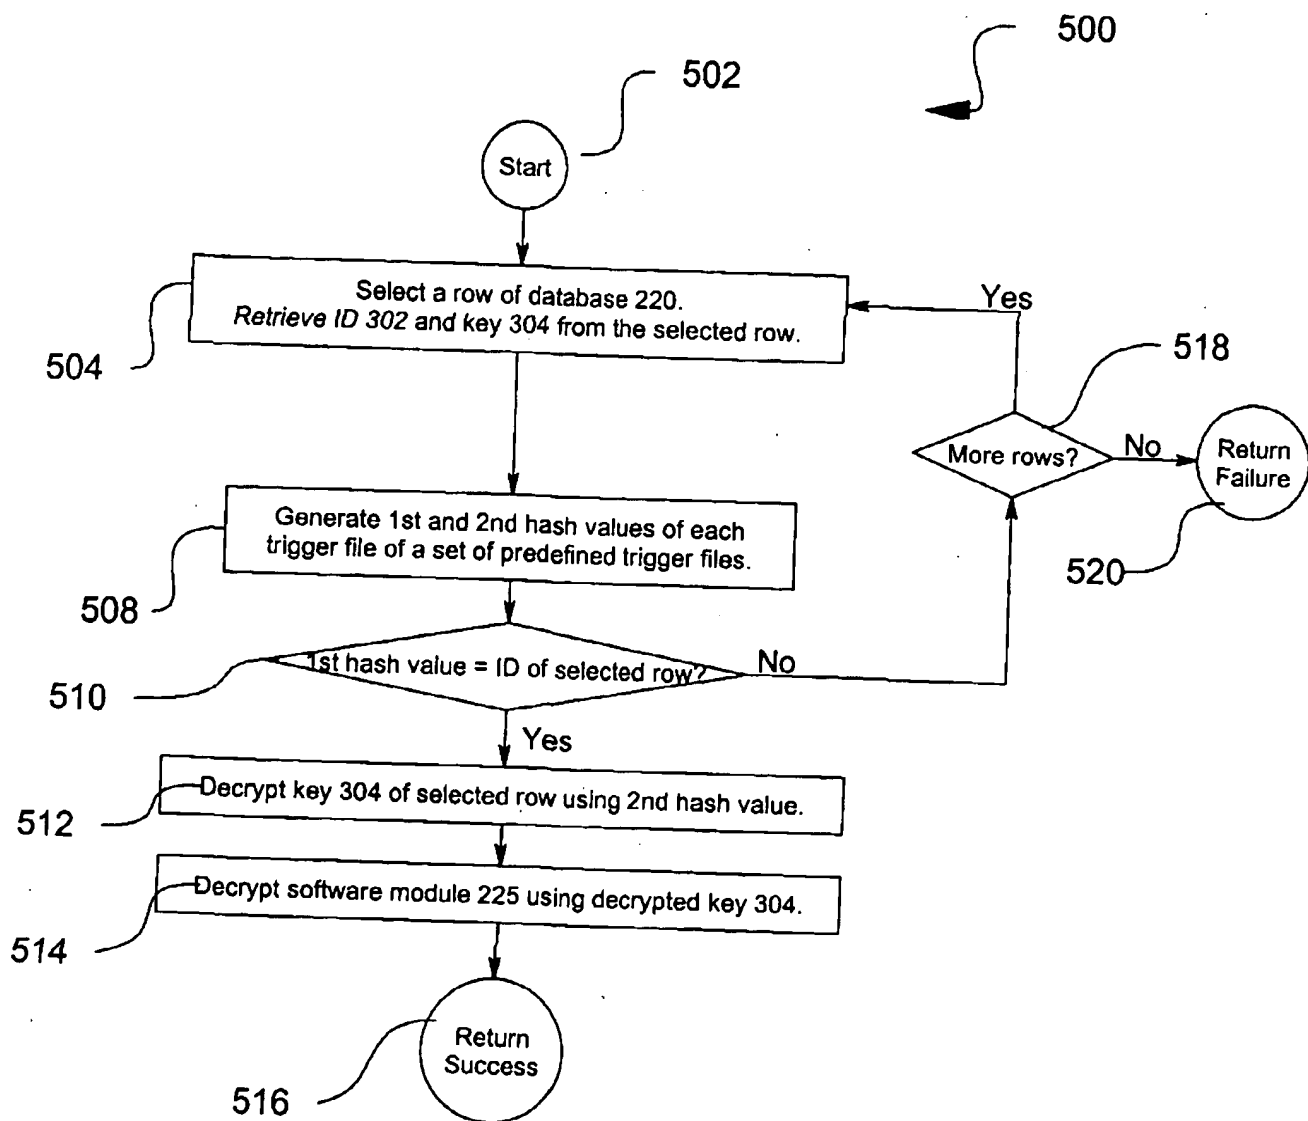 500
502
Start
Select a row of database 220.
Retrieve ID 302 and key 304 from the selected row.
504
Yes
518
More rows?
No
Return
Failure
520
Generate 1st and 2nd hash values of each
trigger file of a set of predefined trigger files.
508
1st hash value = ID of selected row?
No
510
Yes
Decrypt key 304 of selected row using 2nd hash value.
512
Decrypt software module 225 using decrypted key 304.
514
Return
Success
516